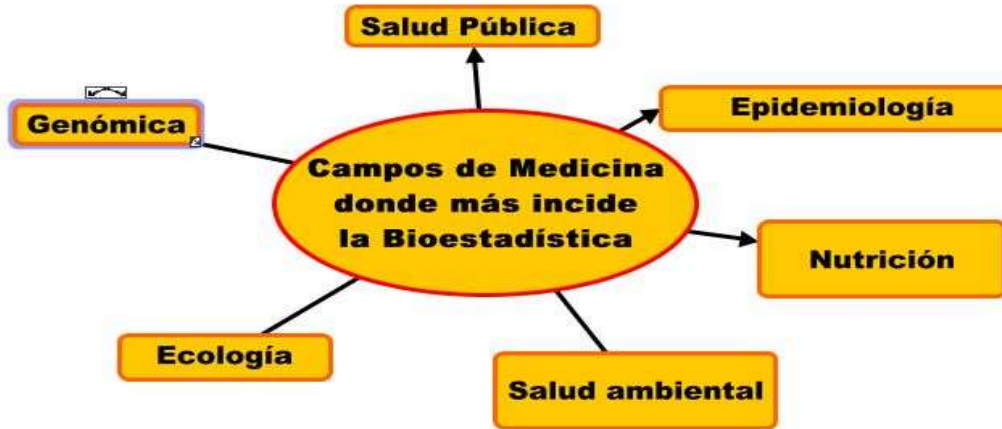 Salud Pública
Epidemiología
Genómica
Campos de Medicina
donde más incide
la Bioestadística
Nutrición
Ecología
Salud ambiental